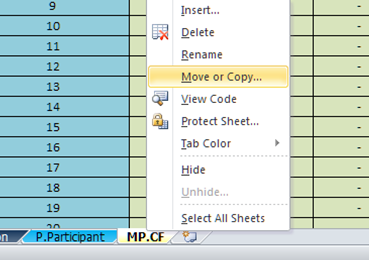 9 Insert... -
10 Delete -
11 Rename -
12 Move or Copy... -
13 View Code -
14 Protect Sheet... -
15 Tab Color -
16 Hide -
17 Unhide... -
18 Select All Sheets -
19 -
P.Participant MP.CF